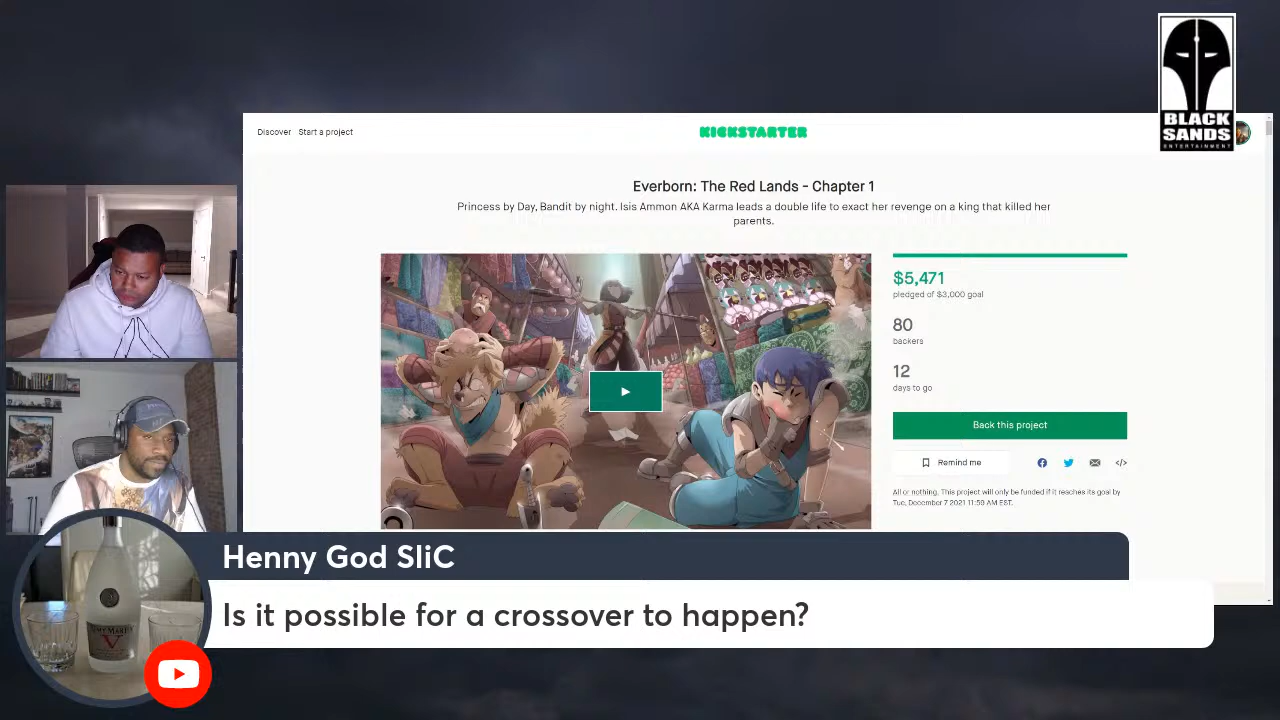 BLACK
SANDS
ENTERTAINMENT
Discover Start a project
KICKSTARTER
Everborn: The Red Lands - Chapter 1
Princess by Day, Bandit by night. Isis Ammon AKA Karma leads a double life to exact her revenge on a king that killed her
parents.
$5,471
pledged of $3,000 goal
80
backers
12
days to go
Back this project
Remind me
All or nothing. This project will only be funded if it reaches its goal by
Tue, December 7 2021 11:59 AM EST.
Henny God SliC
Is it possible for a crossover to happen?
V